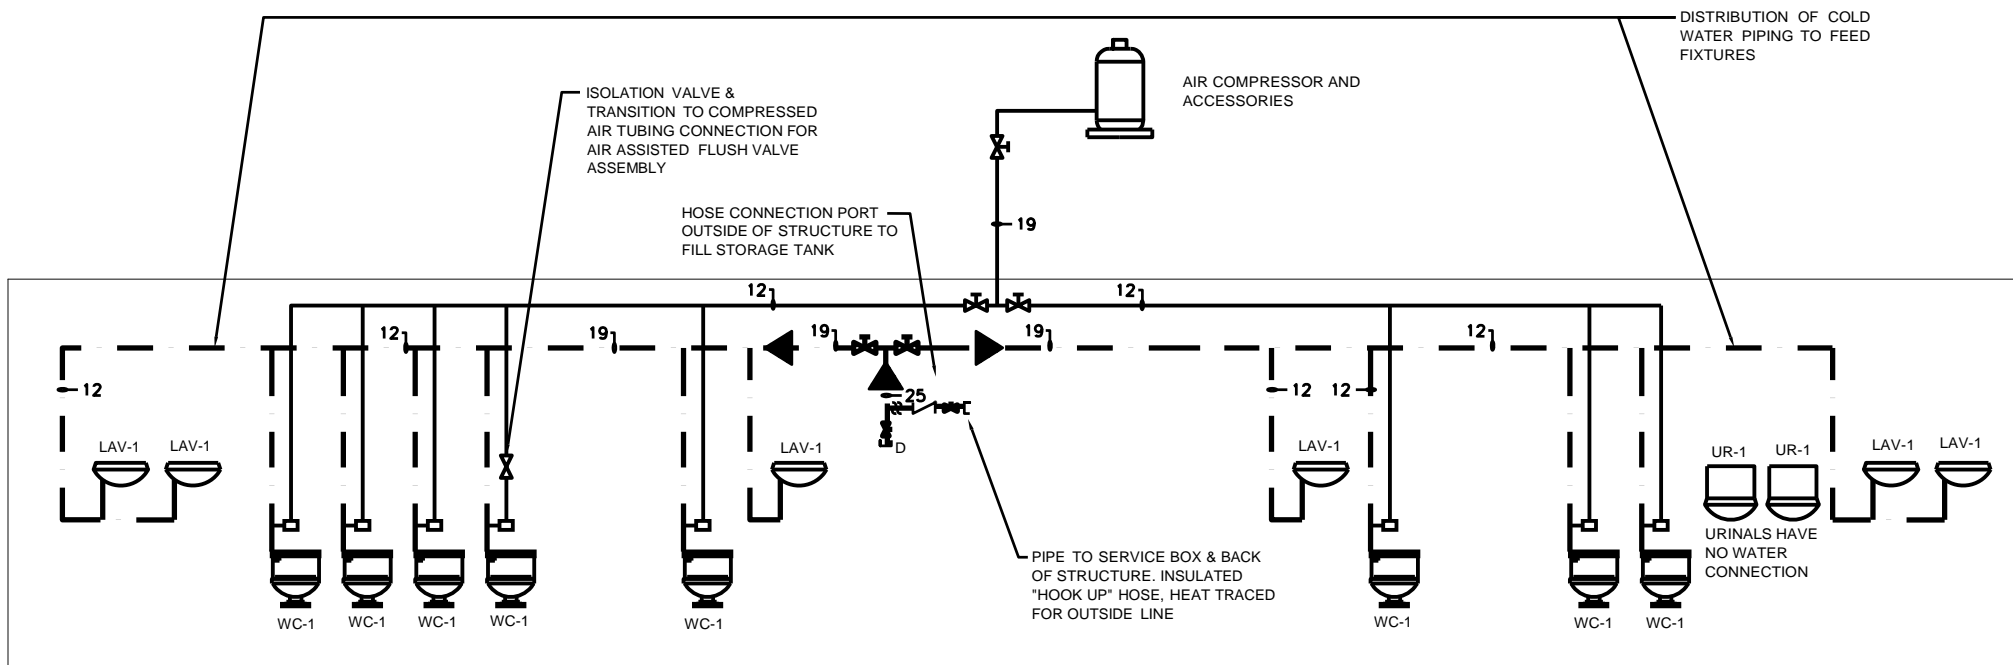 DISTRIBUTION OF COLD
WATER PIPING TO FEED
FIXTURES
AIR COMPRESSOR AND
ACCESSORIES
ISOLATION VALVE &
TRANSITION TO COMPRESSED
AIR TUBING CONNECTION FOR
AIR ASSISTED FLUSH VALVE
ASSEMBLY
HOSE CONNECTION PORT
OUTSIDE OF STRUCTURE TO
FILL STORAGE TANK
19
12
12
12
19
19
19
12
12
25
12
12
D
LAV-1
LAV-1
LAV-1
LAV-1
UR-1
UR-1
LAV-1
LAV-1
URINALS HAVE
NO WATER
CONNECTION
PIPE TO SERVICE BOX & BACK
OF STRUCTURE. INSULATED
"HOOK UP" HOSE, HEAT TRACED
FOR OUTSIDE LINE
WC-1
WC-1
WC-1
WC-1
WC-1
WC-1
WC-1
WC-1